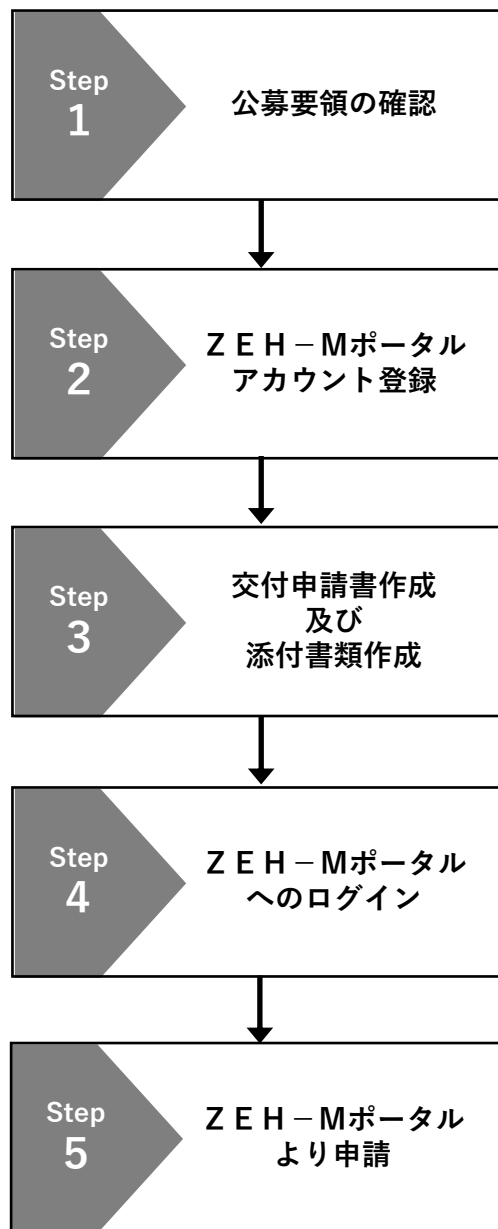 Step
1
公募要領の確認
Step
2
ＺＥＨ－Ｍポータル
アカウント登録
Step
3
交付申請書作成
及び
添付書類作成
Step
4
ＺＥＨ－Ｍポータル
へのログイン
Step
5
ＺＥＨ－Ｍポータル
より申請